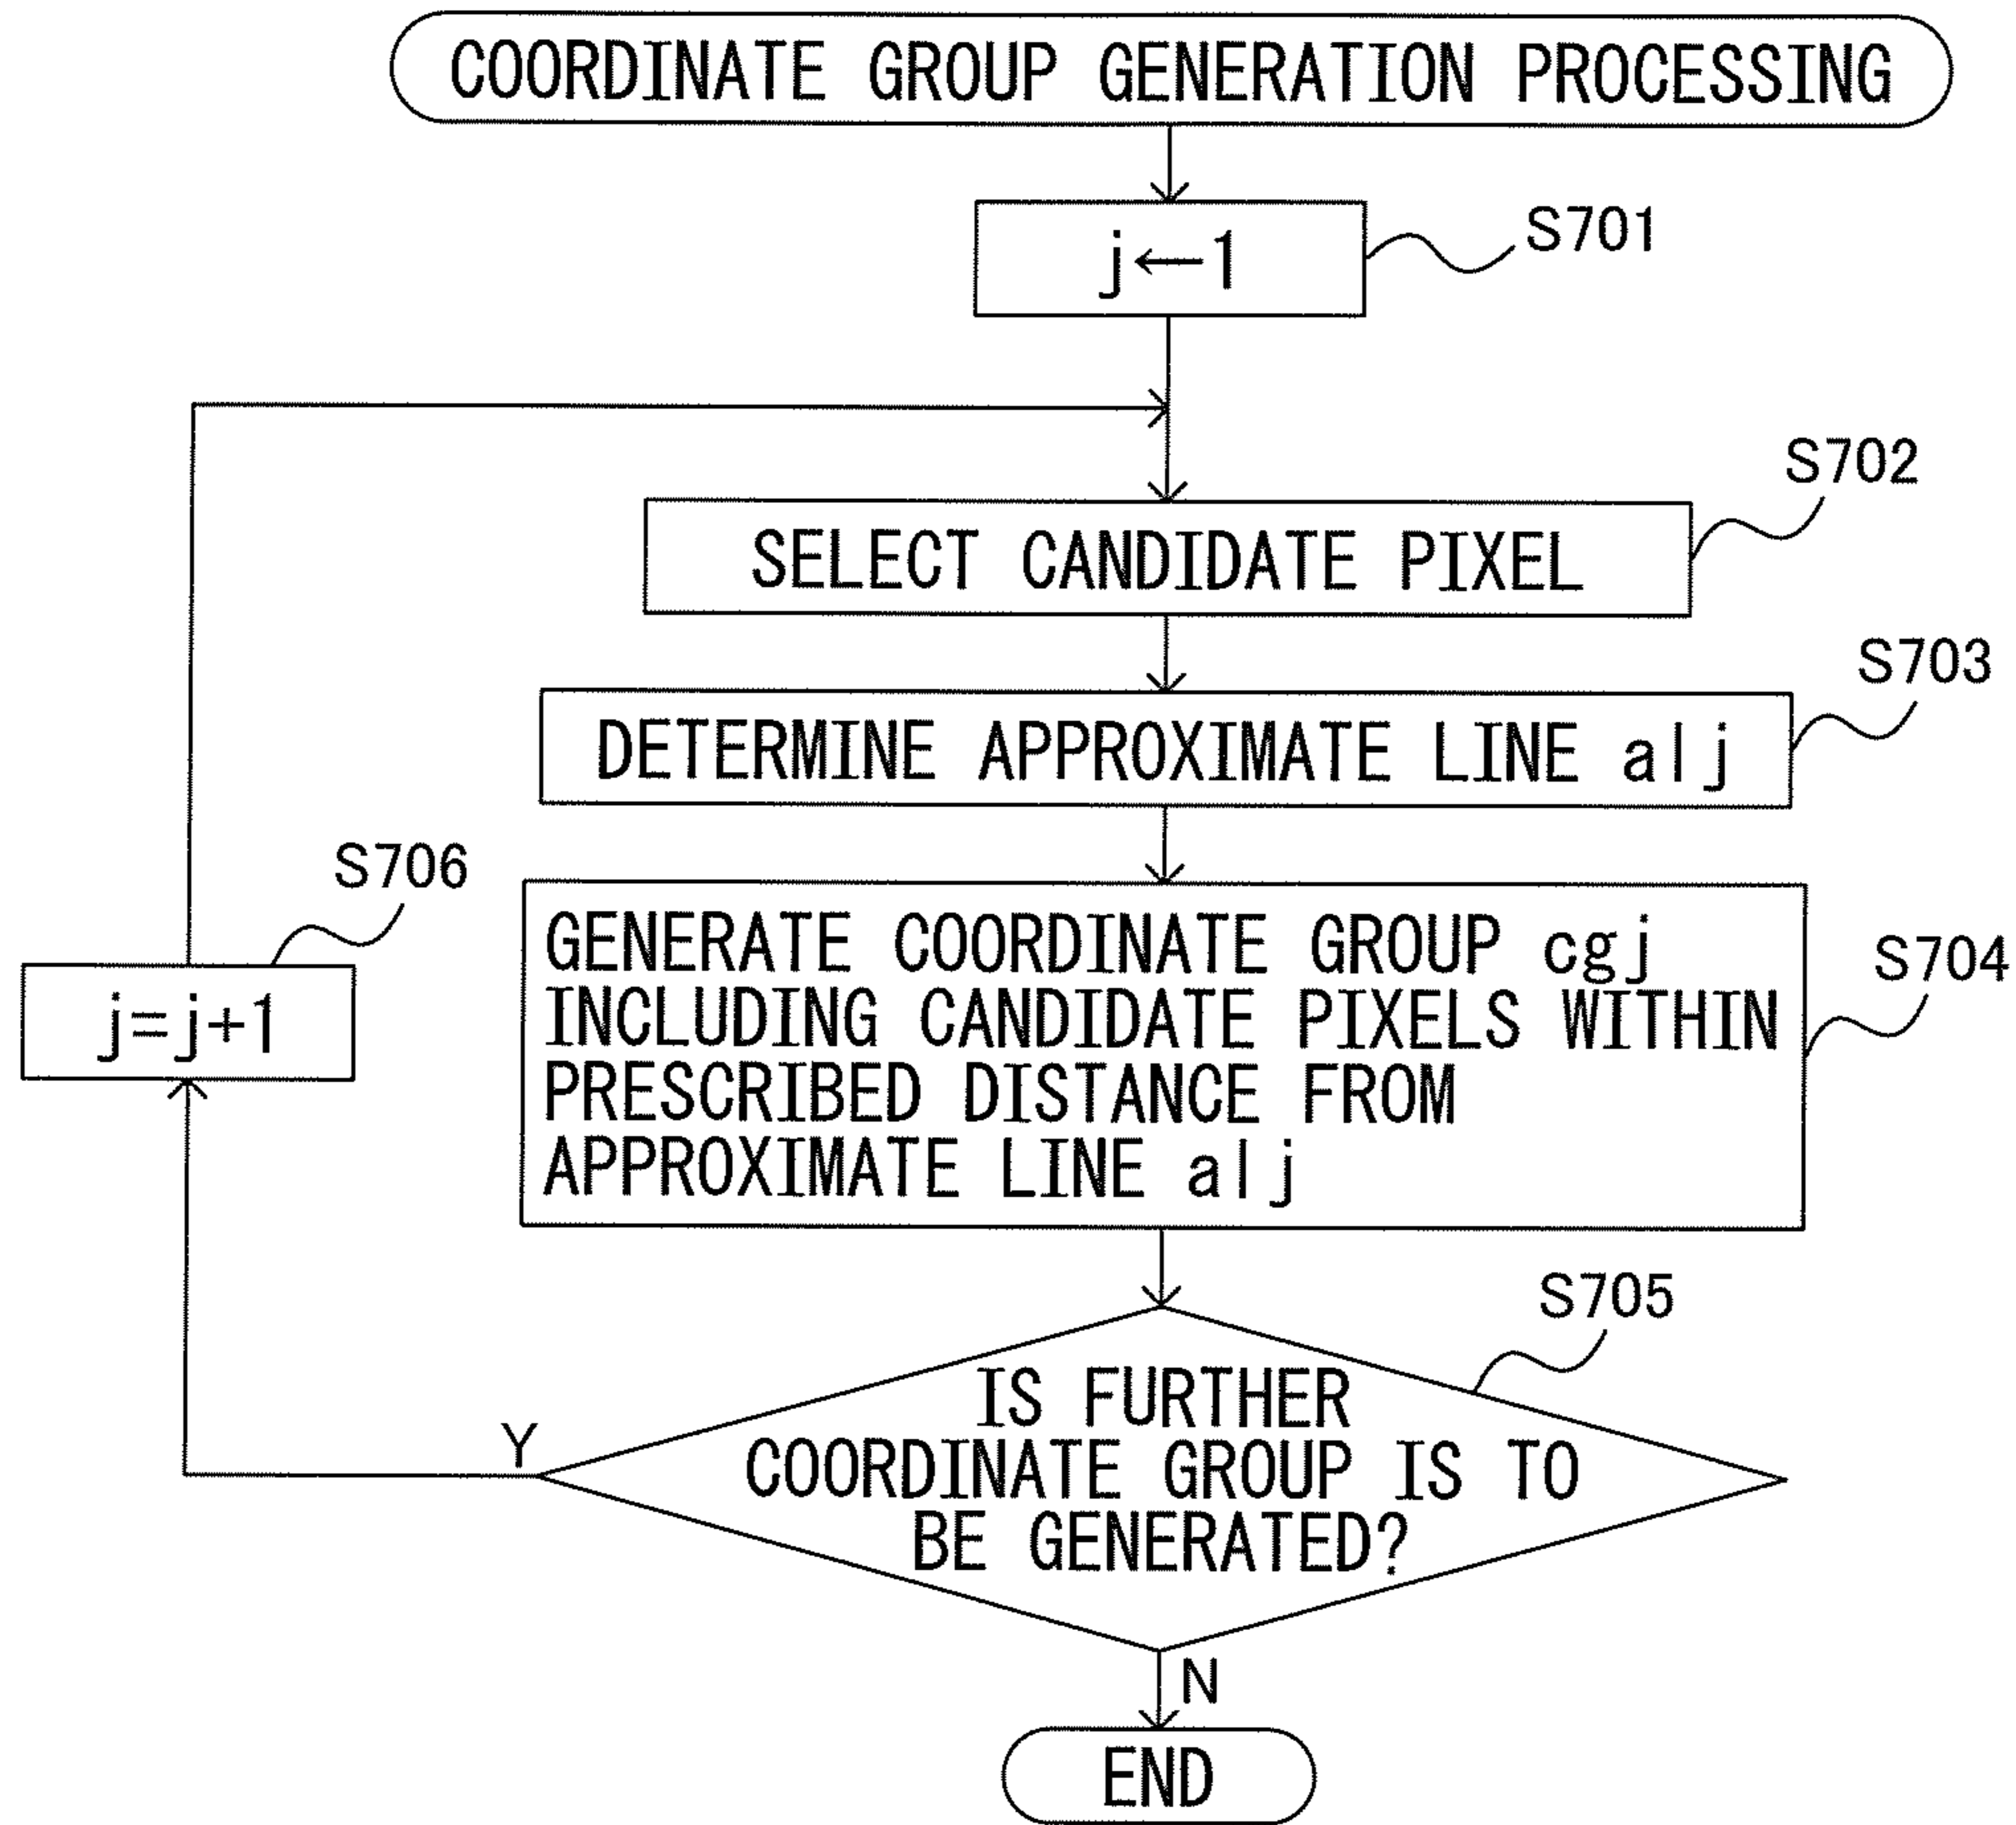 COORDINATE GROUP GENERATION PROCESSING
j←1
S701
SELECT CANDIDATE PIXEL
S702
DETERMINE APPROXIMATE LINE alj
S703
GENERATE COORDINATE GROUP cgj
INCLUDING CANDIDATE PIXELS WITHIN
PRESCRIBED DISTANCE FROM
APPROXIMATE LINE alj
S704
S706
j=j+1
S705
IS FURTHER
COORDINATE GROUP IS TO
BE GENERATED?
Y
N
END